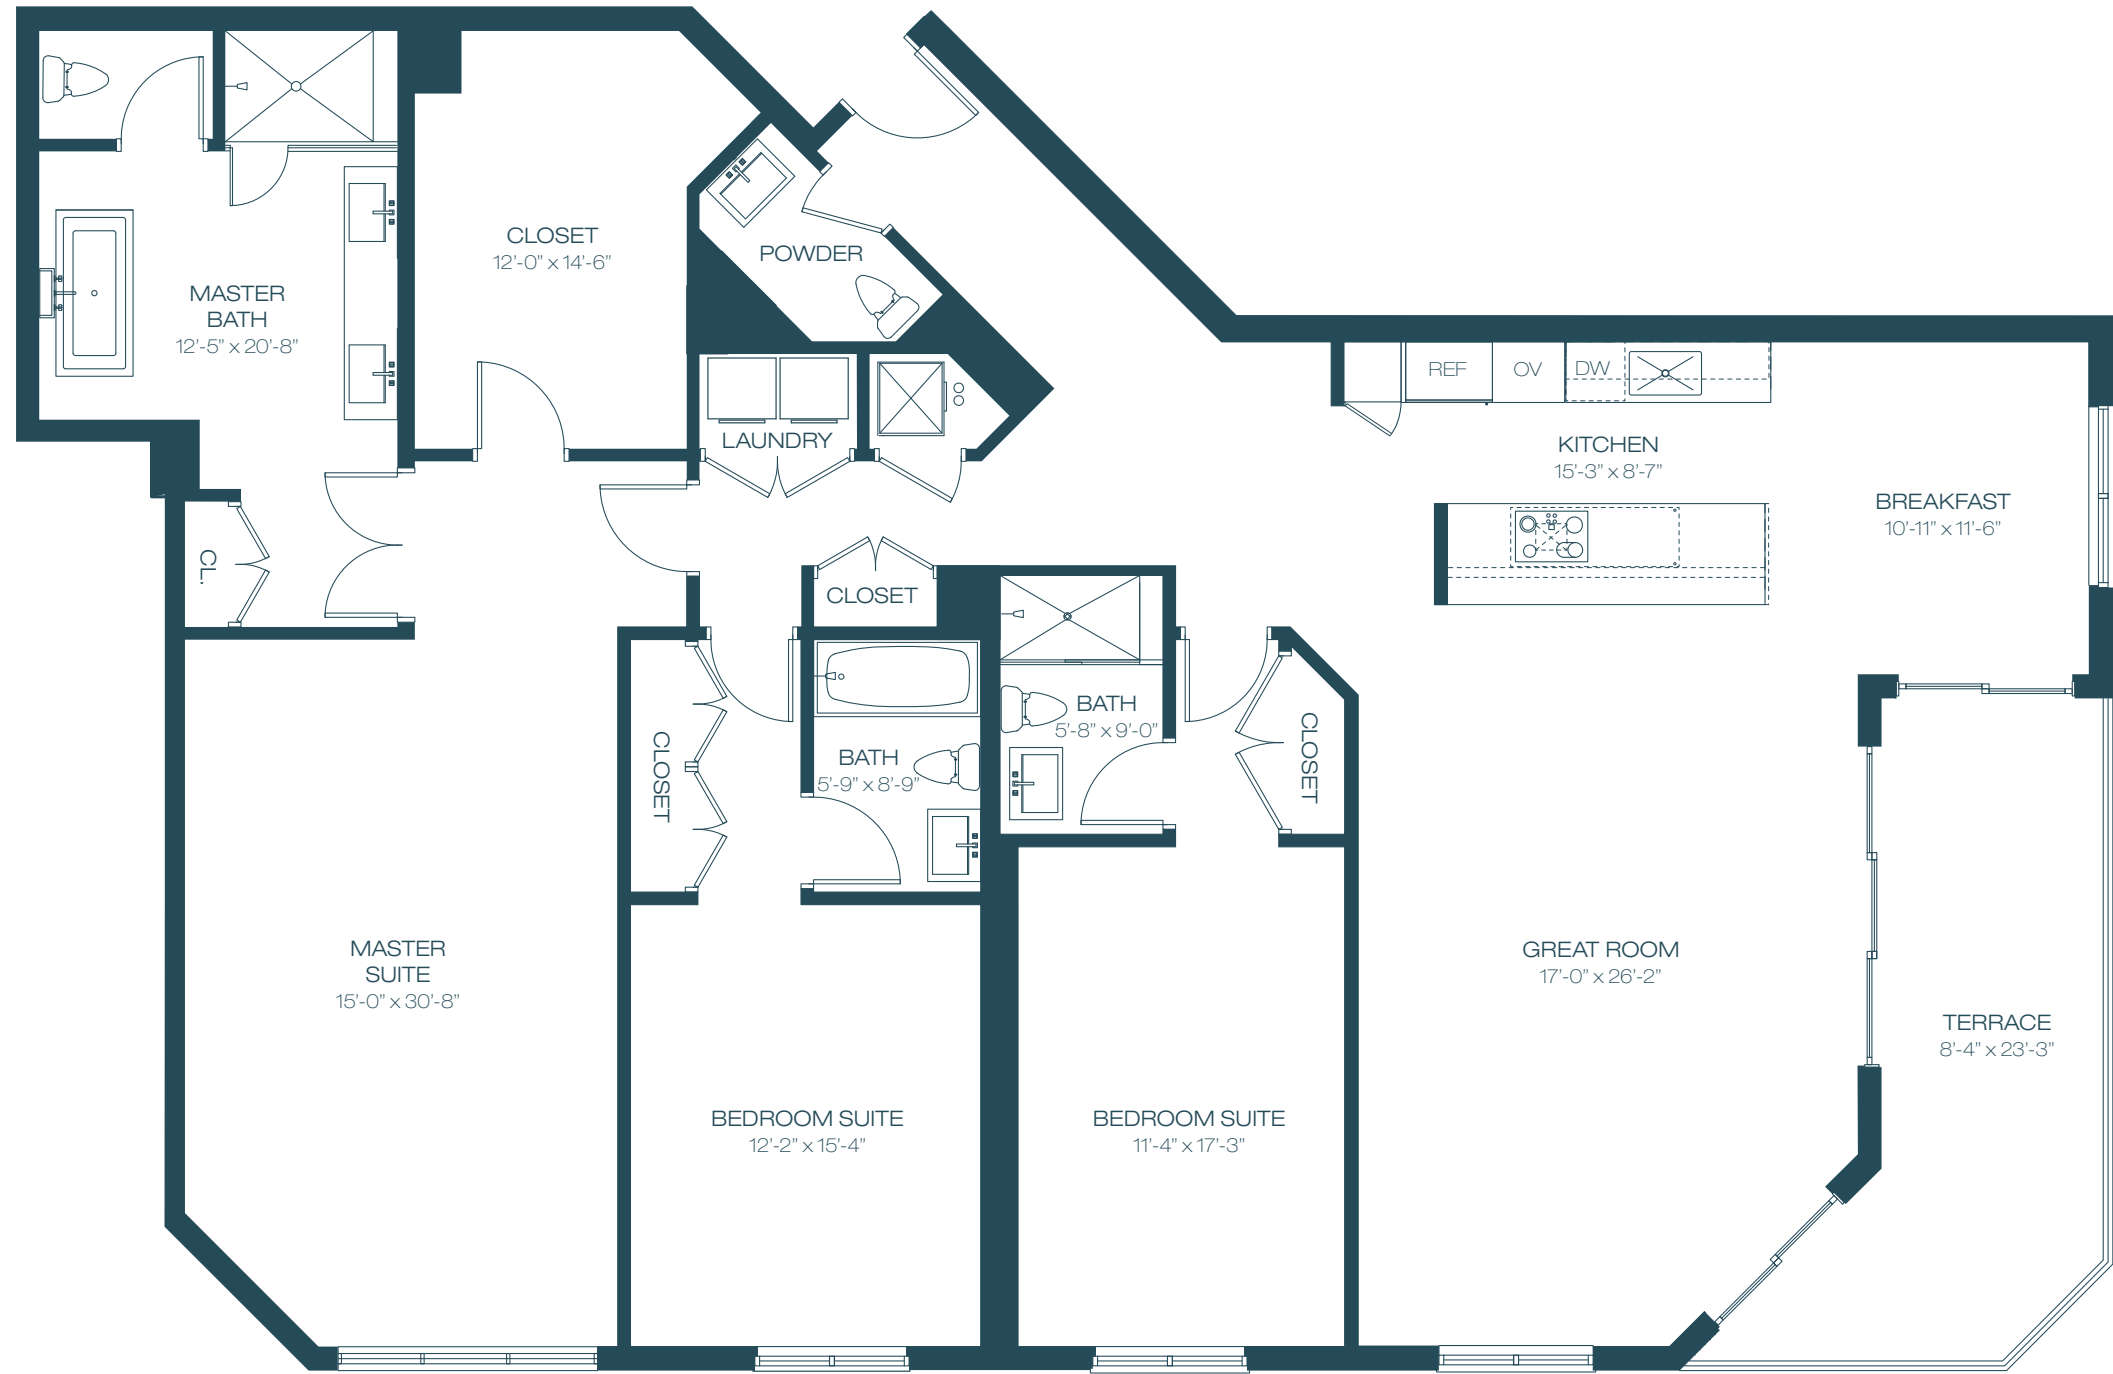 CLOSET
12'-0" x 14'-6"
POWDER
MASTER
BATH
12'-5" x 20'-8"
REF
OV
DW
LAUNDRY
KITCHEN
15'-3" x 8'-7"
BREAKFAST
10'-11" x 11'-6"
CL.
CLOSET
BATH
5'-8" x 9'-0"
CLOSET
CLOSET
BATH
5'-9" x 8'-9"
MASTER
SUITE
15'-0" x 30'-8"
GREAT ROOM
17'-0" x 26'-2"
TERRACE
8'-4" x 23'-3"
BEDROOM SUITE
12'-2" x 15'-4"
BEDROOM SUITE
11'-4" x 17'-3"